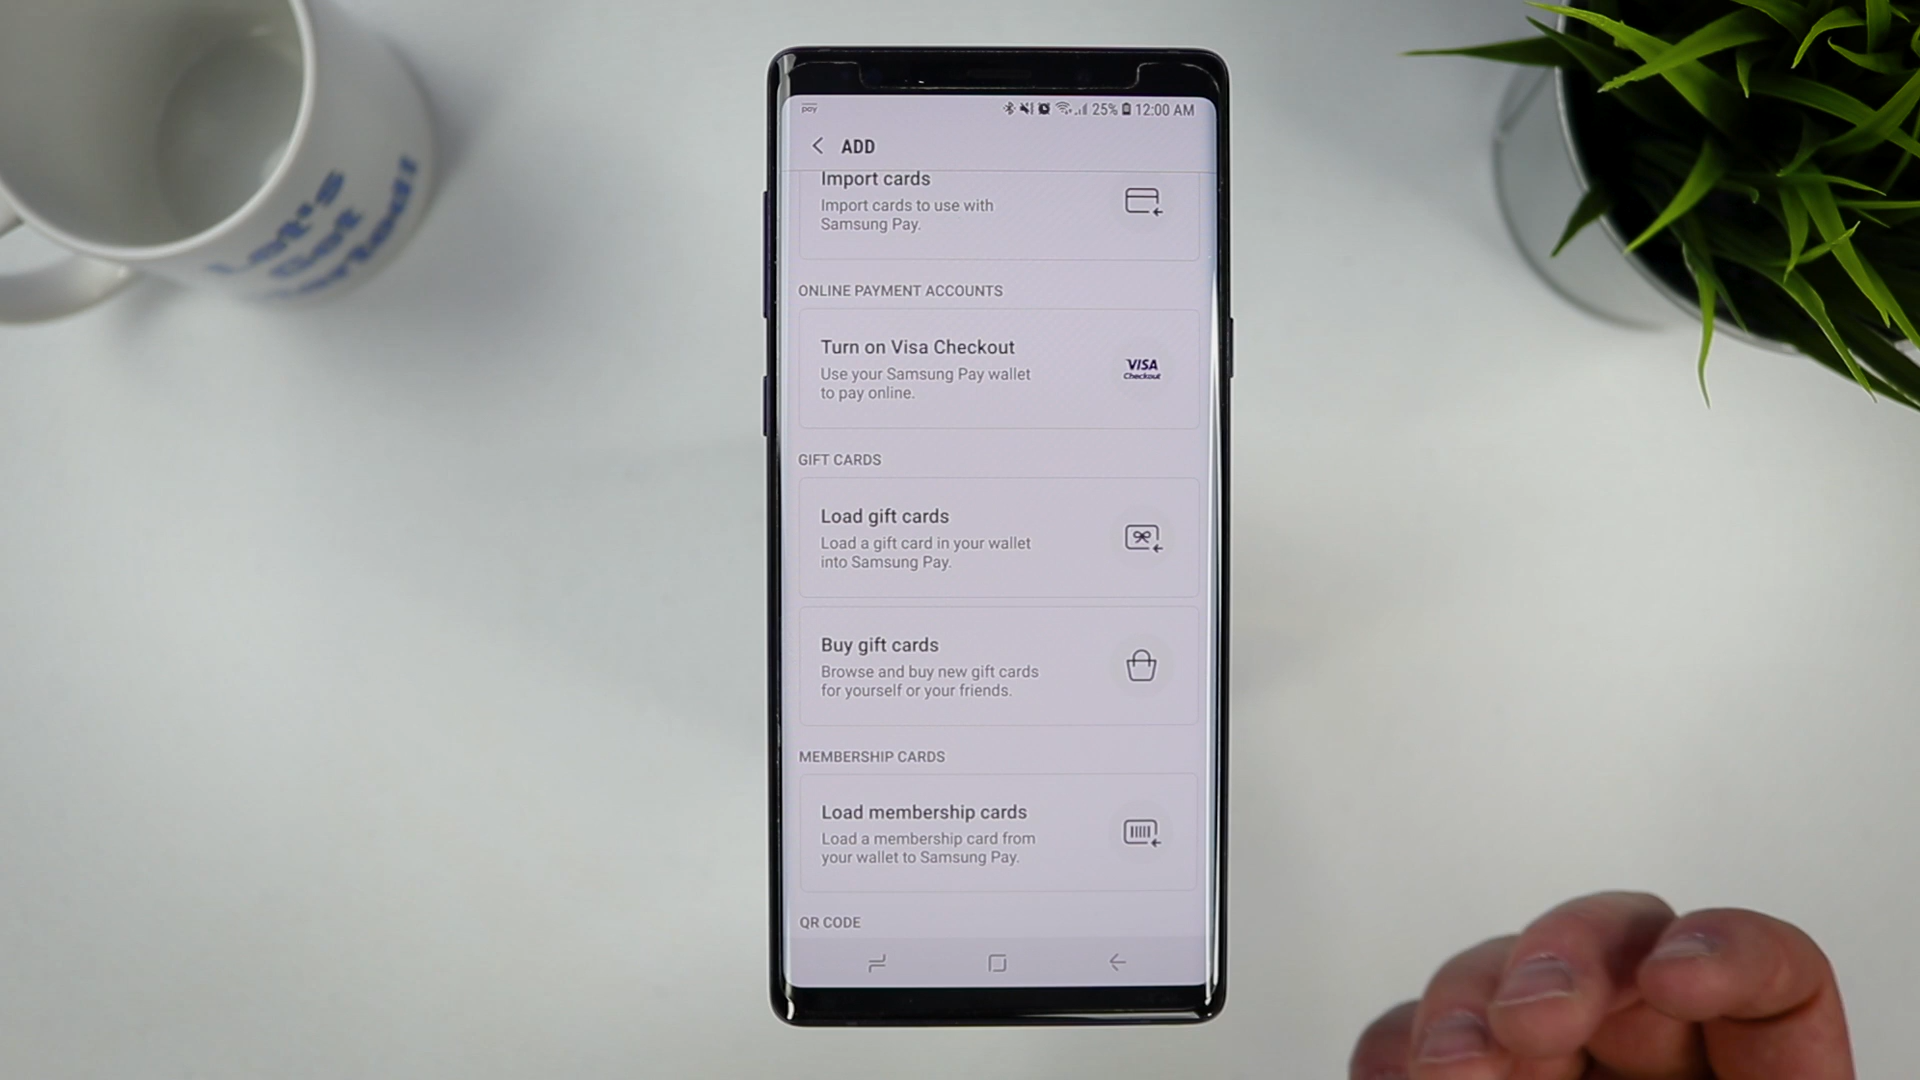 pay 25% 12:00 AM
ADD
Import cards
Import cards to use with
Samsung Pay.
ONLINE PAYMENT ACCOUNTS
Turn on Visa Checkout
Use your Samsung Pay wallet
to pay online.
VISA
Checkout
GIFT CARDS
Load gift cards
Load a gift card in your wallet
into Samsung Pay.
Buy gift cards
Browse and buy new gift cards
for yourself or your friends.
MEMBERSHIP CARDS
Load membership cards
Load a membership card from
your wallet to Samsung Pay.
QR CODE
Let's
Get